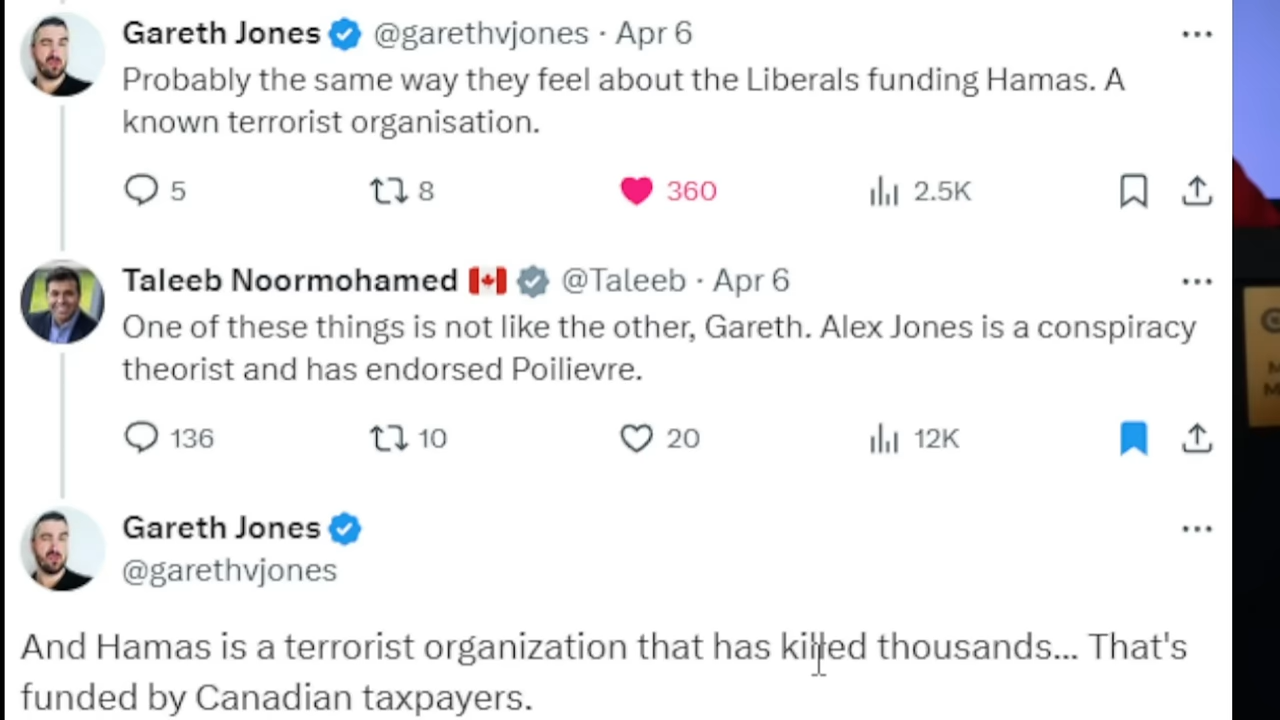 Gareth Jones @garethvjones · Apr 6
Probably the same way they feel about the Liberals funding Hamas. A
known terrorist organisation.
5 8 360 2.5K
Taleeb Noormohamed 🇨🇦 @Taleeb · Apr 6
One of these things is not like the other, Gareth. Alex Jones is a conspiracy
theorist and has endorsed Poilievre.
136 10 20 12K
Gareth Jones
@garethvjones
And Hamas is a terrorist organization that has killed thousands... That's
funded by Canadian taxpayers.